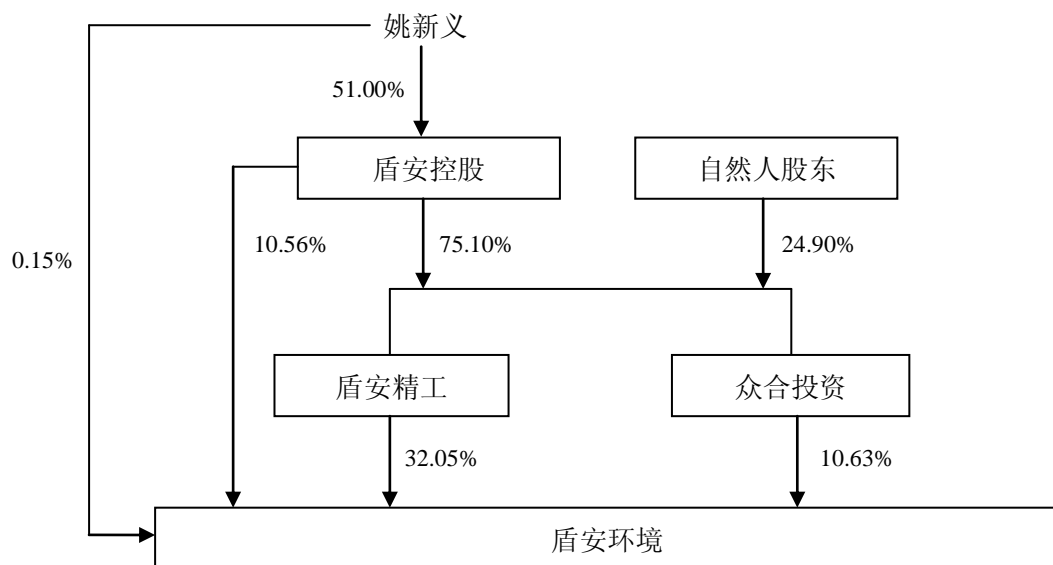 姚新义
51.00%
盾安控股
自然人股东
0.15%
10.56%
75.10%
24.90%
盾安精工
众合投资
32.05%
10.63%
盾安环境